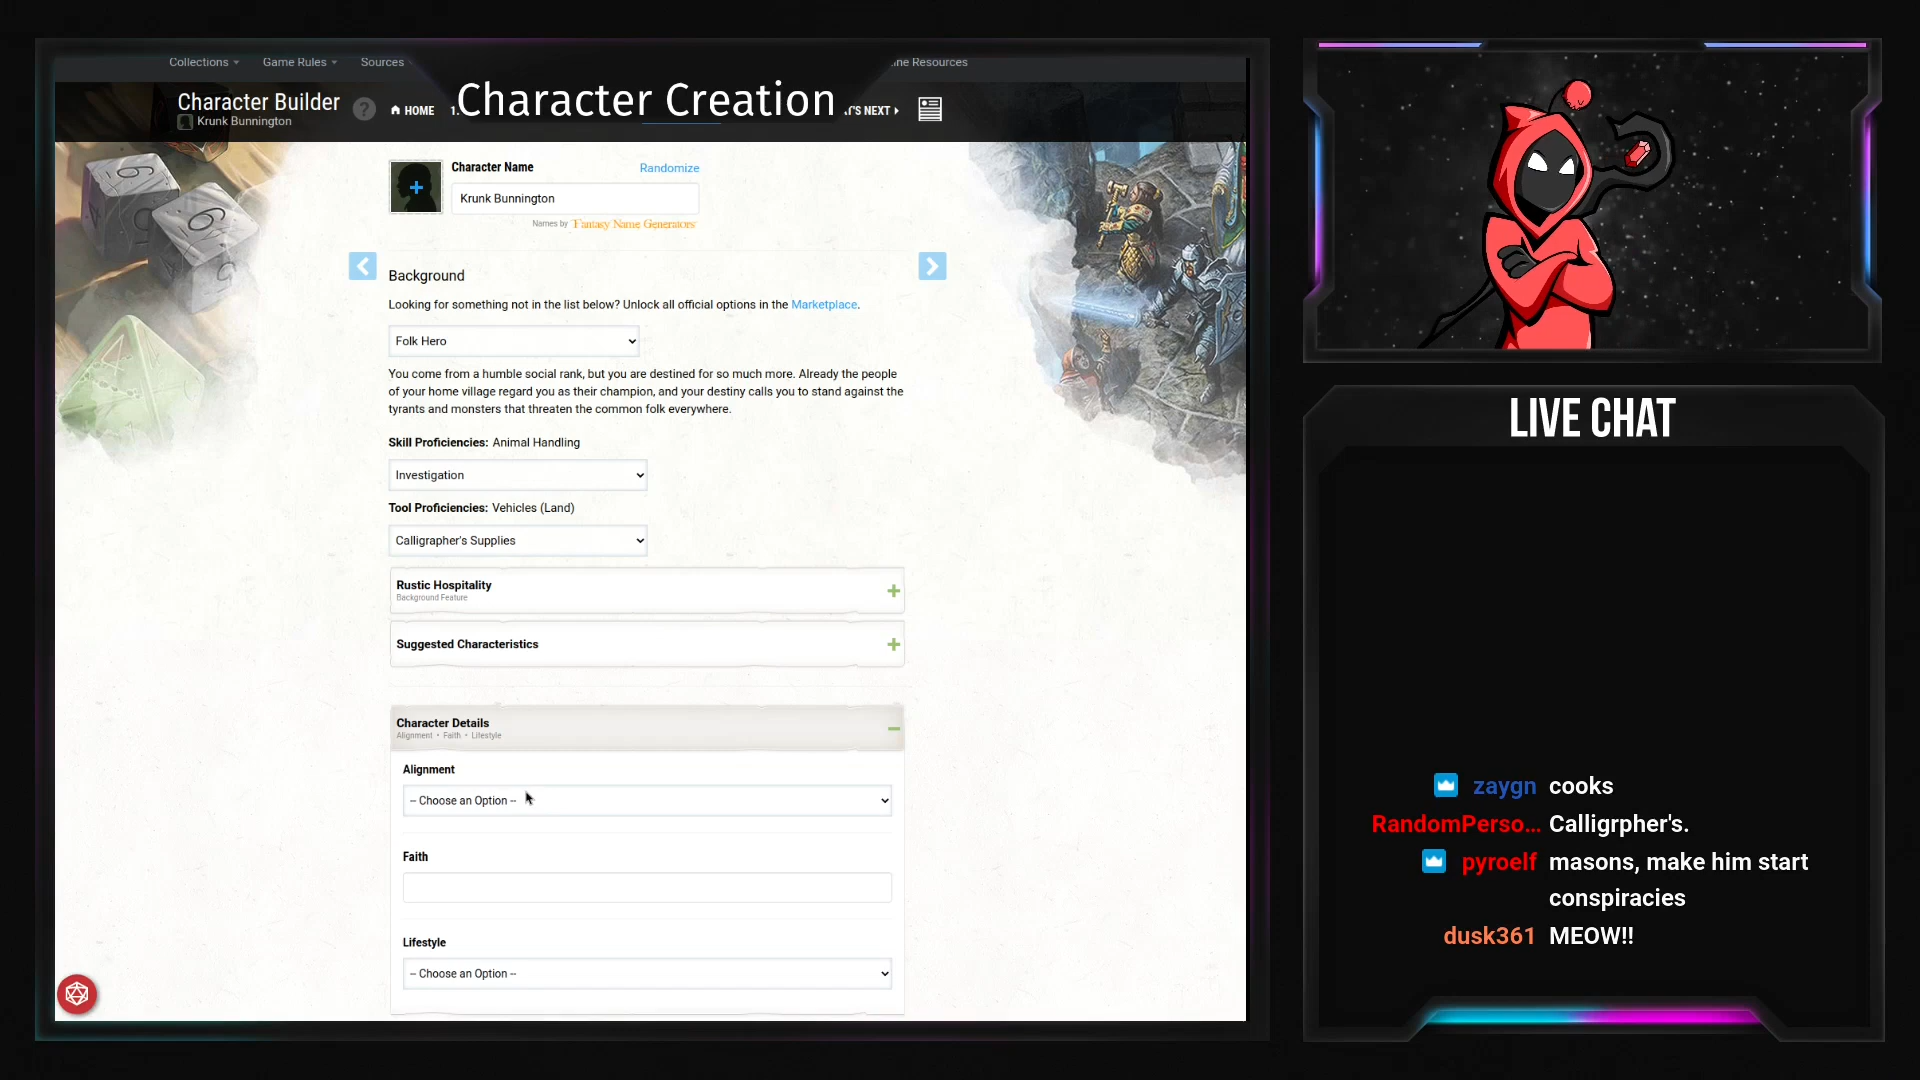 Collections
Game Rules
Sources
ne Resources
Character Builder
Krunk Bunnington
?
HOME
1.
Character Creation
'S NEXT
Character Name
Randomize
Krunk Bunnington
Names by Fantasy Name Generators
Background
Looking for something not in the list below? Unlock all official options in the Marketplace.
Folk Hero
You come from a humble social rank, but you are destined for so much more. Already the people
of your home village regard you as their champion, and your destiny calls you to stand against the
tyrants and monsters that threaten the common folk everywhere.
Skill Proficiencies: Animal Handling
Investigation
Tool Proficiencies: Vehicles (Land)
Calligrapher's Supplies
Rustic Hospitality
Background Feature
Suggested Characteristics
Character Details
Alignment • Faith • Lifestyle
Alignment
-- Choose an Option --
Faith
Lifestyle
-- Choose an Option --
LIVE CHAT
zaygn cooks
RandomPerso... Calligrpher's.
pyroelf masons, make him start
conspiracies
dusk361 MEOW!!